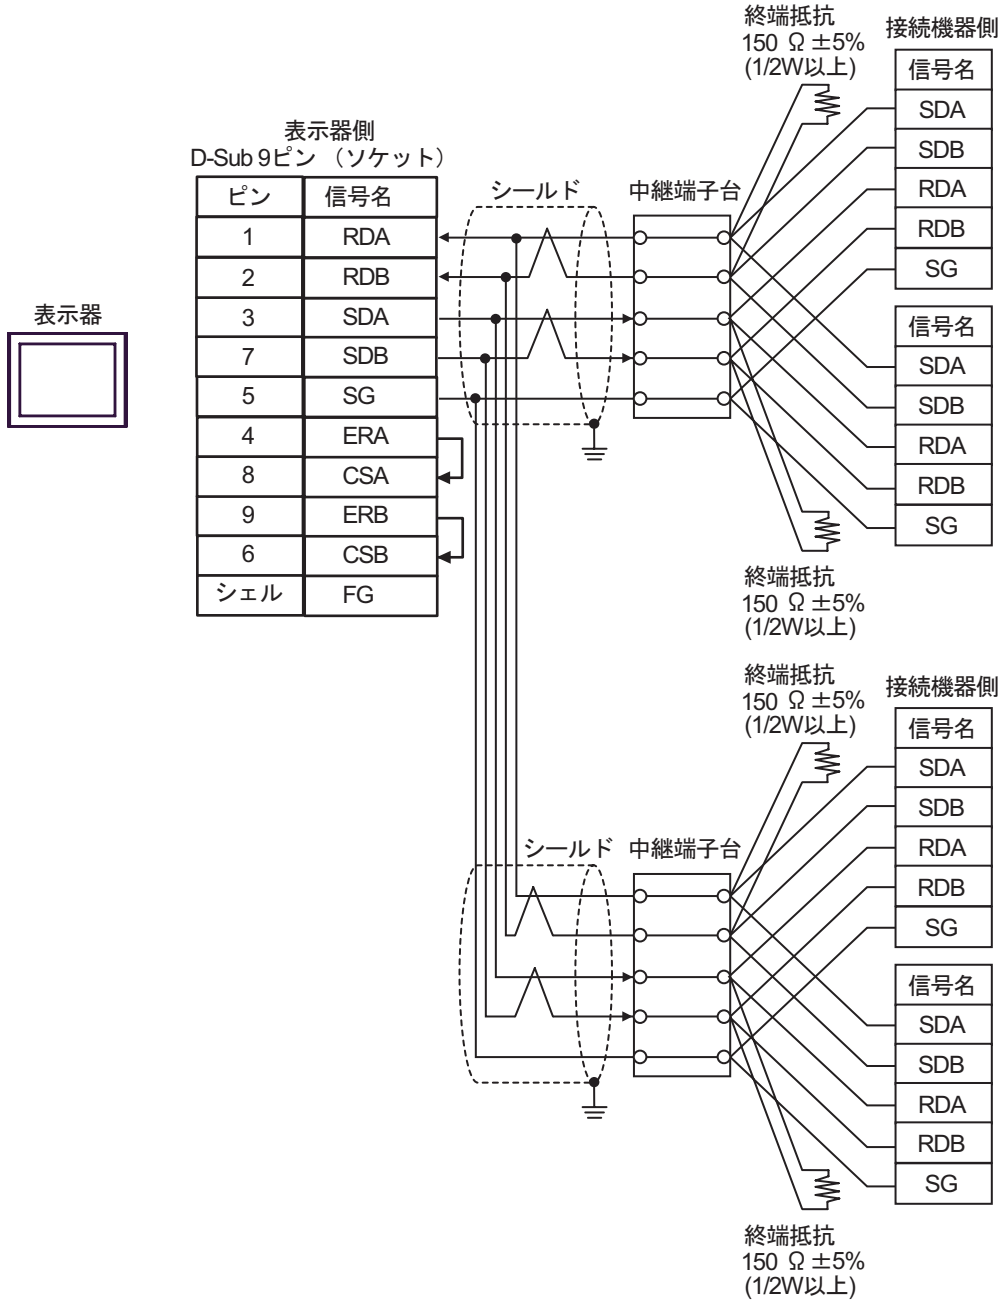 終端抵抗
150 Ω ±5%
(1/2W以上)
接続機器側
信号名
SDA
SDB
RDA
RDB
SG
表示器側
D-Sub 9ピン （ソケット）
ピン 信号名
1 RDA
2 RDB
3 SDA
7 SDB
5 SG
4 ERA
8 CSA
9 ERB
6 CSB
シェル FG
シールド
中継端子台
表示器
信号名
SDA
SDB
RDA
RDB
SG
終端抵抗
150 Ω ±5%
(1/2W以上)
終端抵抗
150 Ω ±5%
(1/2W以上)
接続機器側
信号名
SDA
SDB
RDA
RDB
SG
シールド
中継端子台
信号名
SDA
SDB
RDA
RDB
SG
終端抵抗
150 Ω ±5%
(1/2W以上)